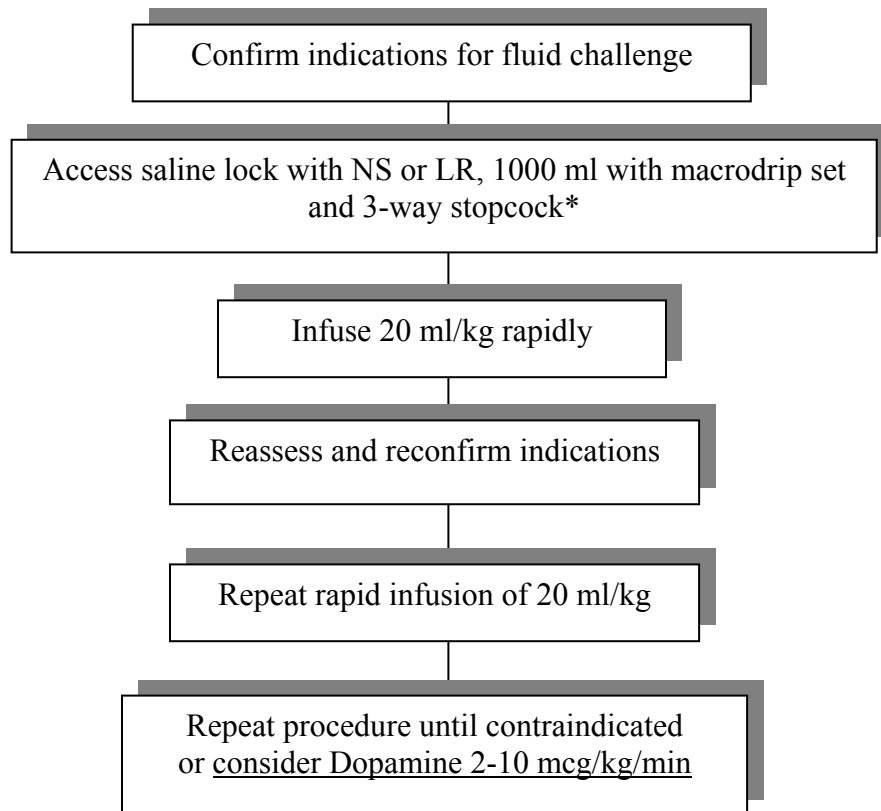 Confirm indications for fluid challenge
Access saline lock with NS or LR, 1000 ml with macrodrip set
and 3-way stopcock*
Infuse 20 ml/kg rapidly
Reassess and reconfirm indications
Repeat rapid infusion of 20 ml/kg
Repeat procedure until contraindicated
or consider Dopamine 2-10 mcg/kg/min